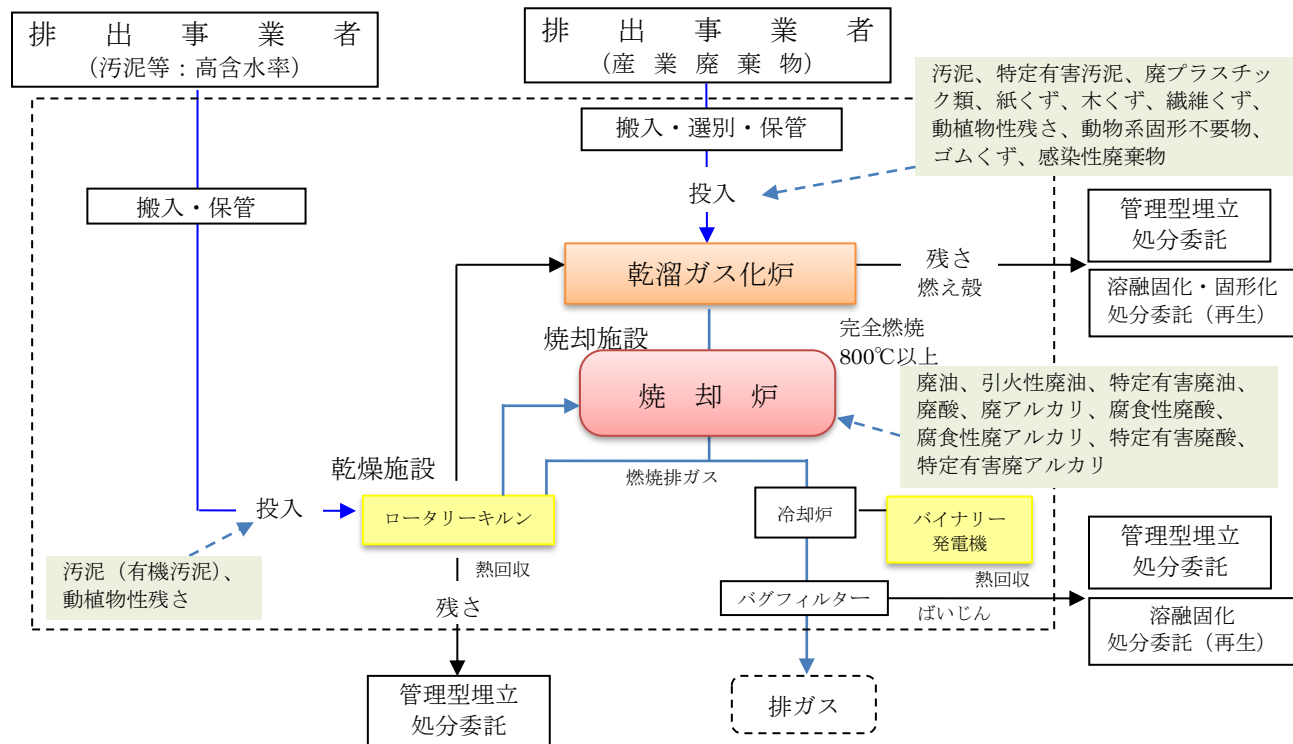 排出事業者
（汚泥等：高含水率）
排出事業者
（産業廃棄物）
汚泥、特定有害汚泥、廃プラスチッ
ク類、紙くず、木くず、繊維くず、
動植物性残さ、動物系固形不要物、
ゴムくず、感染性廃棄物
搬入・選別・保管
搬入・保管
投入
管理型埋立
処分委託
乾溜ガス化炉
残さ
燃え殻
溶融固化・固形化
処分委託（再生）
焼却施設
完全燃焼
800℃以上
焼却炉
廃油、引火性廃油、特定有害廃油、
廃酸、廃アルカリ、腐食性廃酸、
腐食性廃アルカリ、特定有害廃酸、
特定有害廃アルカリ
乾燥施設
燃焼排ガス
投入
ロータリーキルン
冷却炉
バイナリー
発電機
管理型埋立
処分委託
汚泥（有機汚泥）、
動植物性残さ
熱回収
熱回収
残さ
バグフィルター
ばいじん
溶融固化
処分委託（再生）
管理型埋立
処分委託
排ガス